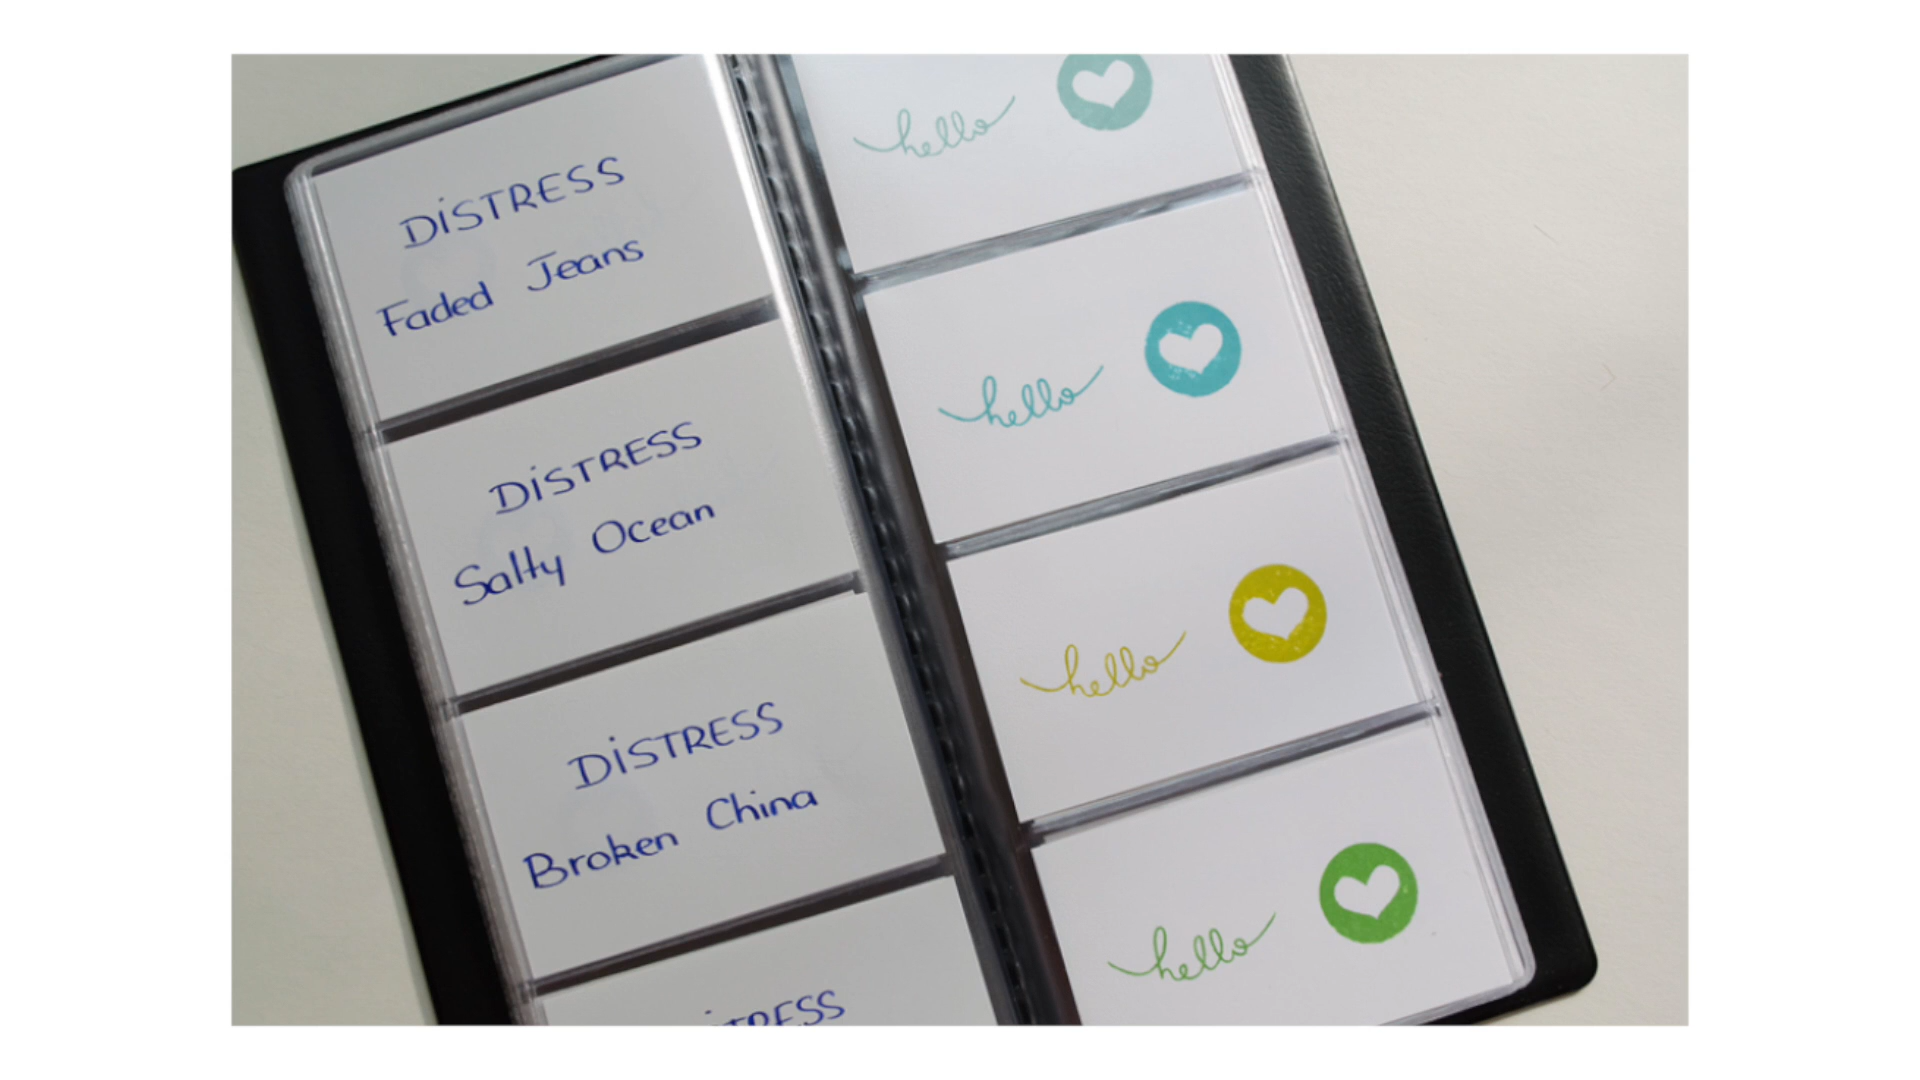 DiSTRESS
Faded Jeans
DiSTRESS
Salty Ocean
DiSTRESS
Broken China
hello
hello
hello
hello